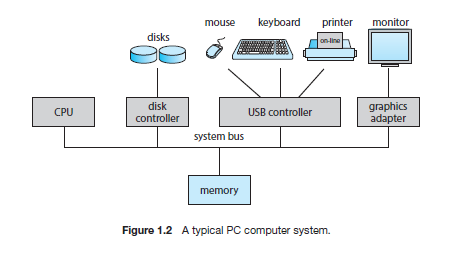 mouse keyboard printer monitor
disks
on-line
CPU
disk
controller
USB controller
graphics
adapter
system bus
memory
Figure 1.2 A typical PC computer system.